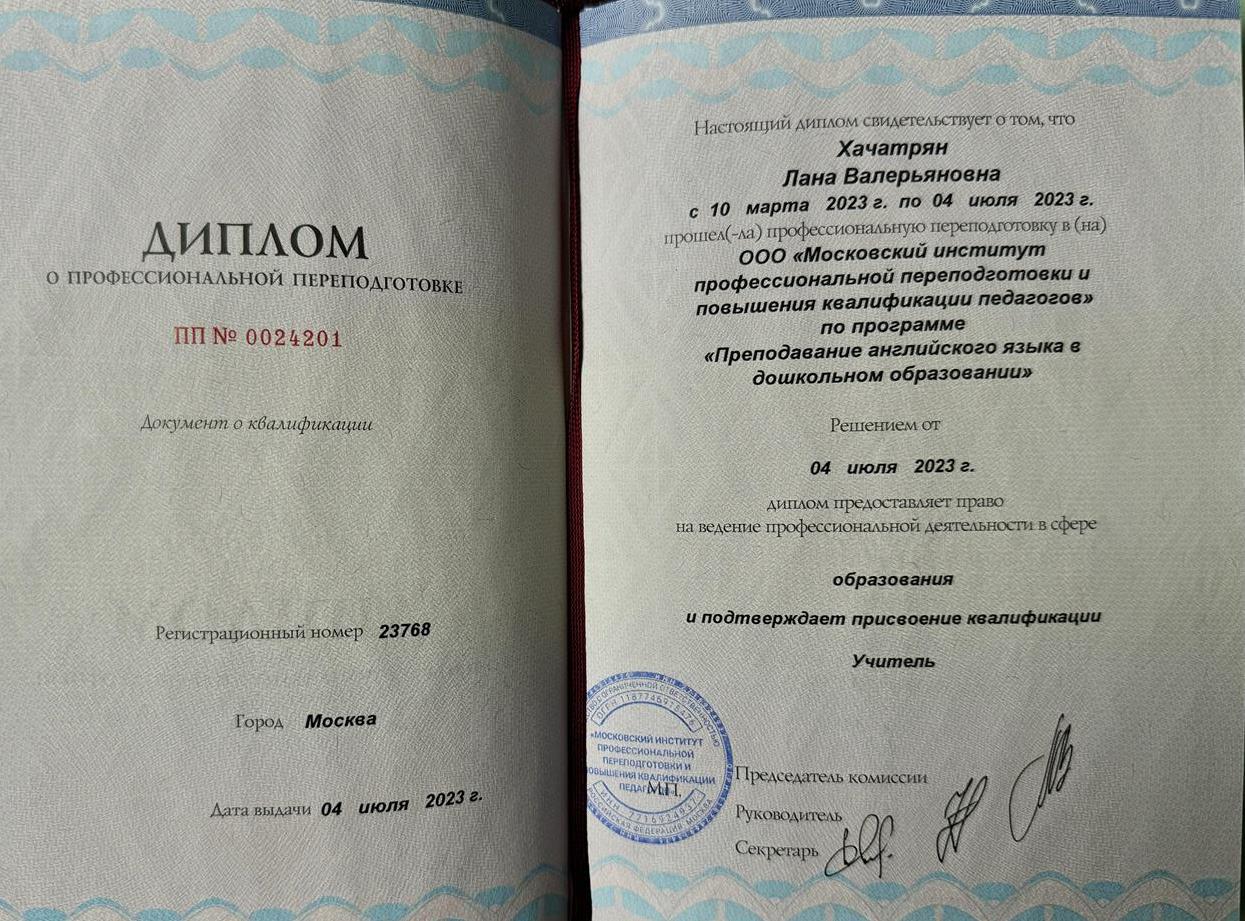 ДИПЛОМ
О ПРОФЕССИОНАЛЬНОЙ ПЕРЕПОДГОТОВКЕ
ПП № 0024201
Документ о квалификации
Регистрационный номер 23768
Город Москва
Дата выдачи 04 июля 2023 г.
Настоящий диплом свидетельствует о том, что
Хачатрян
Лана Валерьяновна
с 10 марта 2023 г. по 04 июля 2023 г.
прошел(-ла) профессиональную переподготовку в (на)
ООО «Московский институт
профессиональной переподготовки и
повышения квалификации педагогов»
по программе
«Преподавание английского языка в
дошкольном образовании»
Решением от
04 июля 2023 г.
диплом предоставляет право
на ведение профессиональной деятельности в сфере
образования
и подтверждает присвоение квалификации
Учитель
«МОСКОВСКИЙ ИНСТИТУТ
ПРОФЕССИОНАЛЬНОЙ
ПЕРЕПОДГОТОВКИ И
ПОВЫШЕНИЯ КВАЛИФИКАЦИИ
М.П.
РОССИЙСКАЯ ФЕДЕРАЦИЯ МОСКВА
Председатель комиссии
Руководитель
Секретарь